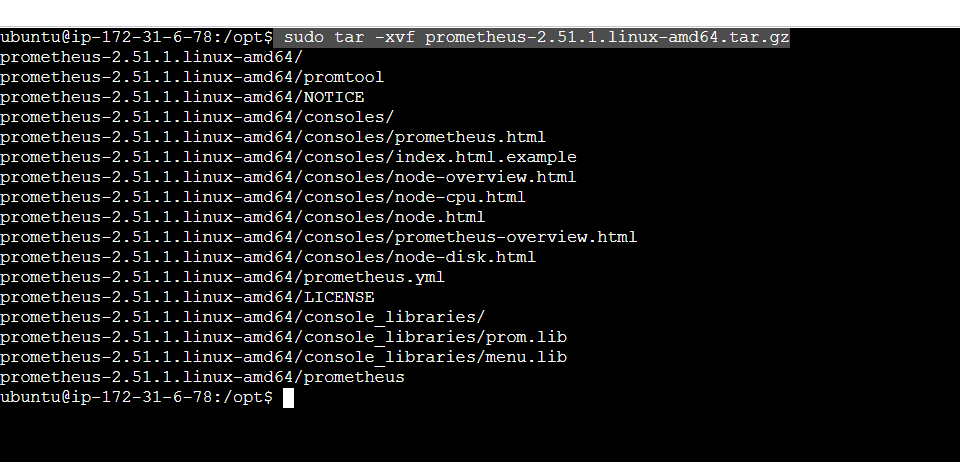 ubuntu@ip-172-31-6-78:/opt$ sudo tar -xvf prometheus-2.51.1.linux-amd64.tar.gz
prometheus-2.51.1.linux-amd64/
prometheus-2.51.1.linux-amd64/promtool
prometheus-2.51.1.linux-amd64/NOTICE
prometheus-2.51.1.linux-amd64/consoles/
prometheus-2.51.1.linux-amd64/consoles/prometheus.html
prometheus-2.51.1.linux-amd64/consoles/index.html.example
prometheus-2.51.1.linux-amd64/consoles/node-overview.html
prometheus-2.51.1.linux-amd64/consoles/node-cpu.html
prometheus-2.51.1.linux-amd64/consoles/node.html
prometheus-2.51.1.linux-amd64/consoles/prometheus-overview.html
prometheus-2.51.1.linux-amd64/consoles/node-disk.html
prometheus-2.51.1.linux-amd64/prometheus.yml
prometheus-2.51.1.linux-amd64/LICENSE
prometheus-2.51.1.linux-amd64/console_libraries/
prometheus-2.51.1.linux-amd64/console_libraries/prom.lib
prometheus-2.51.1.linux-amd64/console_libraries/menu.lib
prometheus-2.51.1.linux-amd64/prometheus
ubuntu@ip-172-31-6-78:/opt$